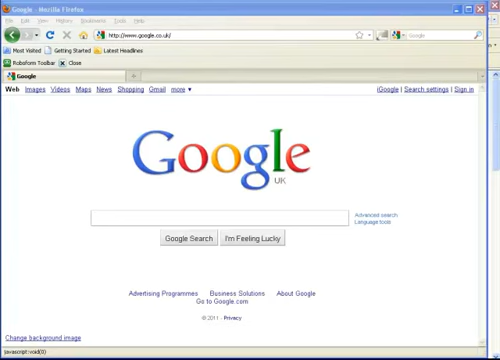 Google - Mozilla Firefox
File Edit View History Bookmarks Tools Help
http://www.google.co.uk/
Google
Most Visited Getting Started Latest Headlines
Roboform Toolbar Close
Google
Web Images Videos Maps News Shopping Gmail more ▼
iGoogle | Search settings | Sign in
Google
UK
Advanced search
Language tools
Google Search I'm Feeling Lucky
Advertising Programmes Business Solutions About Google
Go to Google.com
© 2011 - Privacy
Change background image
javascript:void(0)